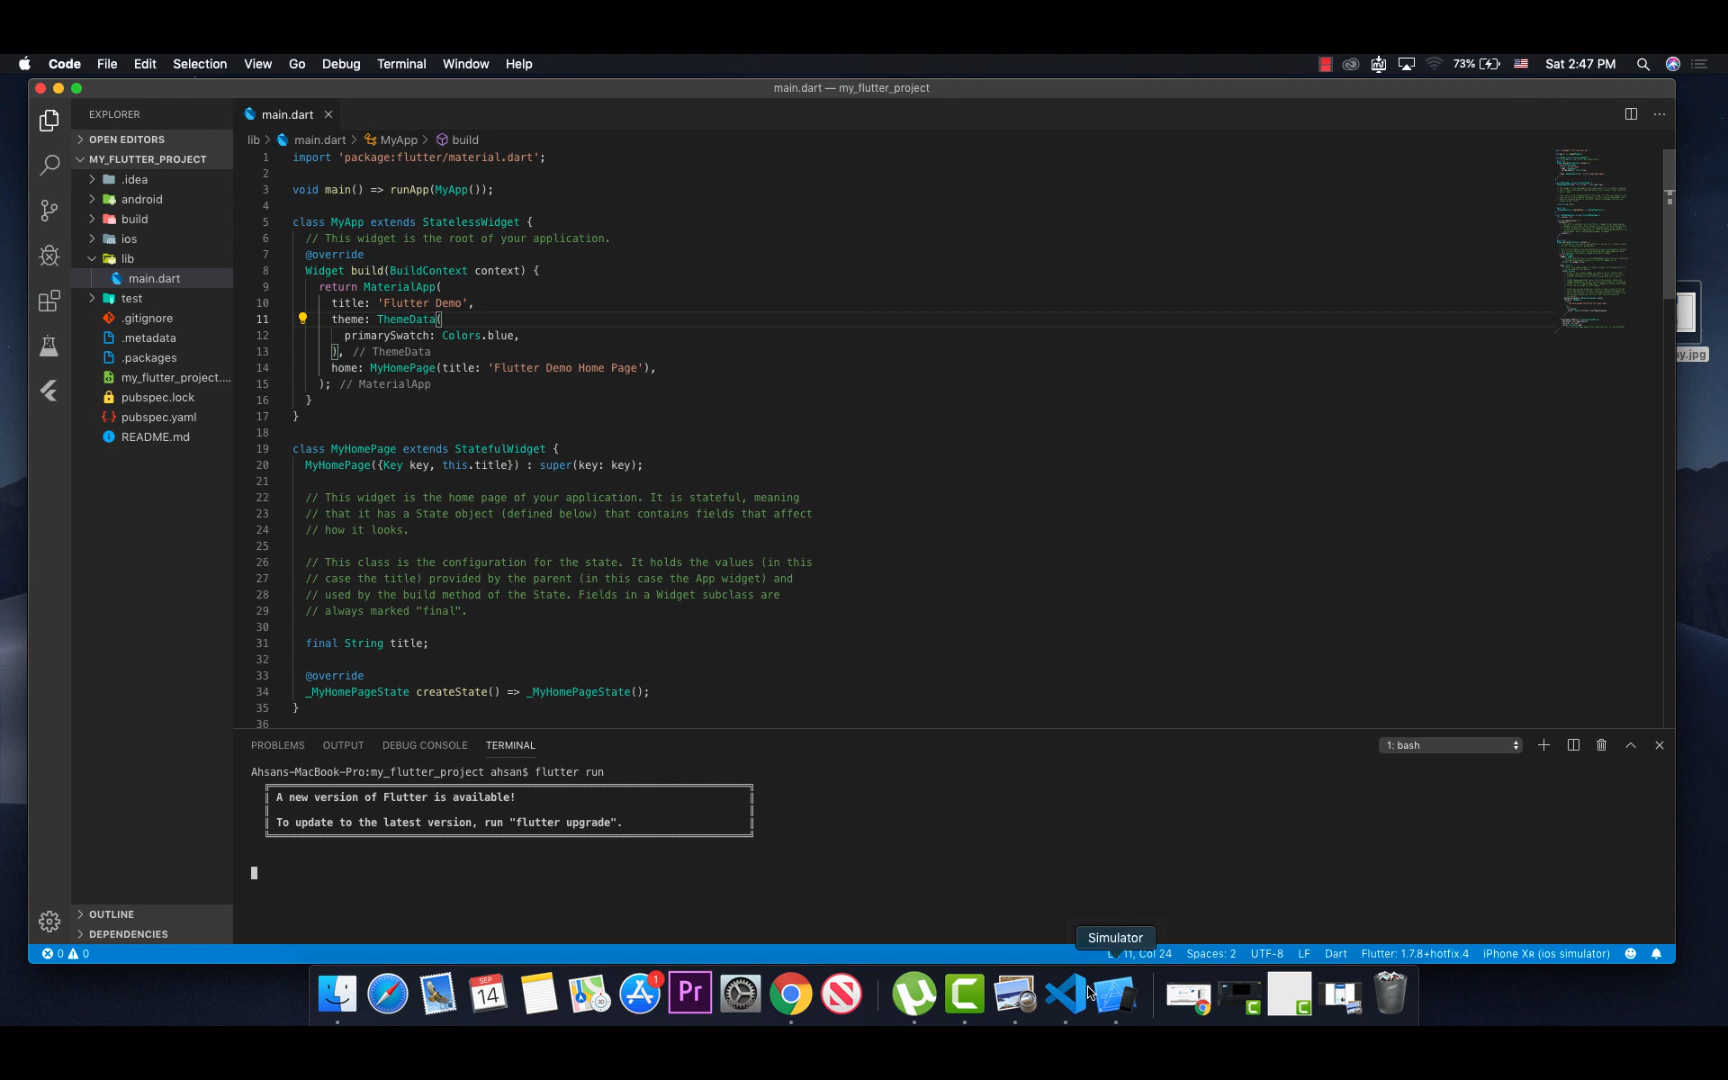 Code File Edit Selection View Go Debug Terminal Window Help
73% Sat 2:47 PM
main.dart — my_flutter_project
EXPLORER
OPEN EDITORS
MY_FLUTTER_PROJECT
.idea
android
build
ios
lib
main.dart
test
.gitignore
.metadata
.packages
my_flutter_project....
pubspec.lock
pubspec.yaml
README.md
OUTLINE
DEPENDENCIES
main.dart
lib > main.dart > MyApp > build
1 import 'package:flutter/material.dart';
2
3 void main() => runApp(MyApp());
4
5 class MyApp extends StatelessWidget {
6 // This widget is the root of your application.
7 @override
8 Widget build(BuildContext context) {
9 return MaterialApp(
10 title: 'Flutter Demo',
11 theme: ThemeData(
12 primarySwatch: Colors.blue,
13 ), // ThemeData
14 home: MyHomePage(title: 'Flutter Demo Home Page'),
15 ); // MaterialApp
16 }
17 }
18
19 class MyHomePage extends StatefulWidget {
20 MyHomePage({Key key, this.title}) : super(key: key);
21
22 // This widget is the home page of your application. It is stateful, meaning
23 // that it has a State object (defined below) that contains fields that affect
24 // how it looks.
25
26 // This class is the configuration for the state. It holds the values (in this
27 // case the title) provided by the parent (in this case the App widget) and
28 // used by the build method of the State. Fields in a Widget subclass are
29 // always marked "final".
30
31 final String title;
32
33 @override
34 _MyHomePageState createState() => _MyHomePageState();
35 }
36
PROBLEMS OUTPUT DEBUG CONSOLE TERMINAL
1: bash
Ahsans-MacBook-Pro:my_flutter_project ahsan$ flutter run
A new version of Flutter is available!
To update to the latest version, run "flutter upgrade".
Simulator
0 0
11, Col 24 Spaces: 2 UTF-8 LF Dart Flutter: 1.7.8+hotfix.4 iPhone Xʀ (ios simulator)
SEP
14
1
Pr
ay.jpg